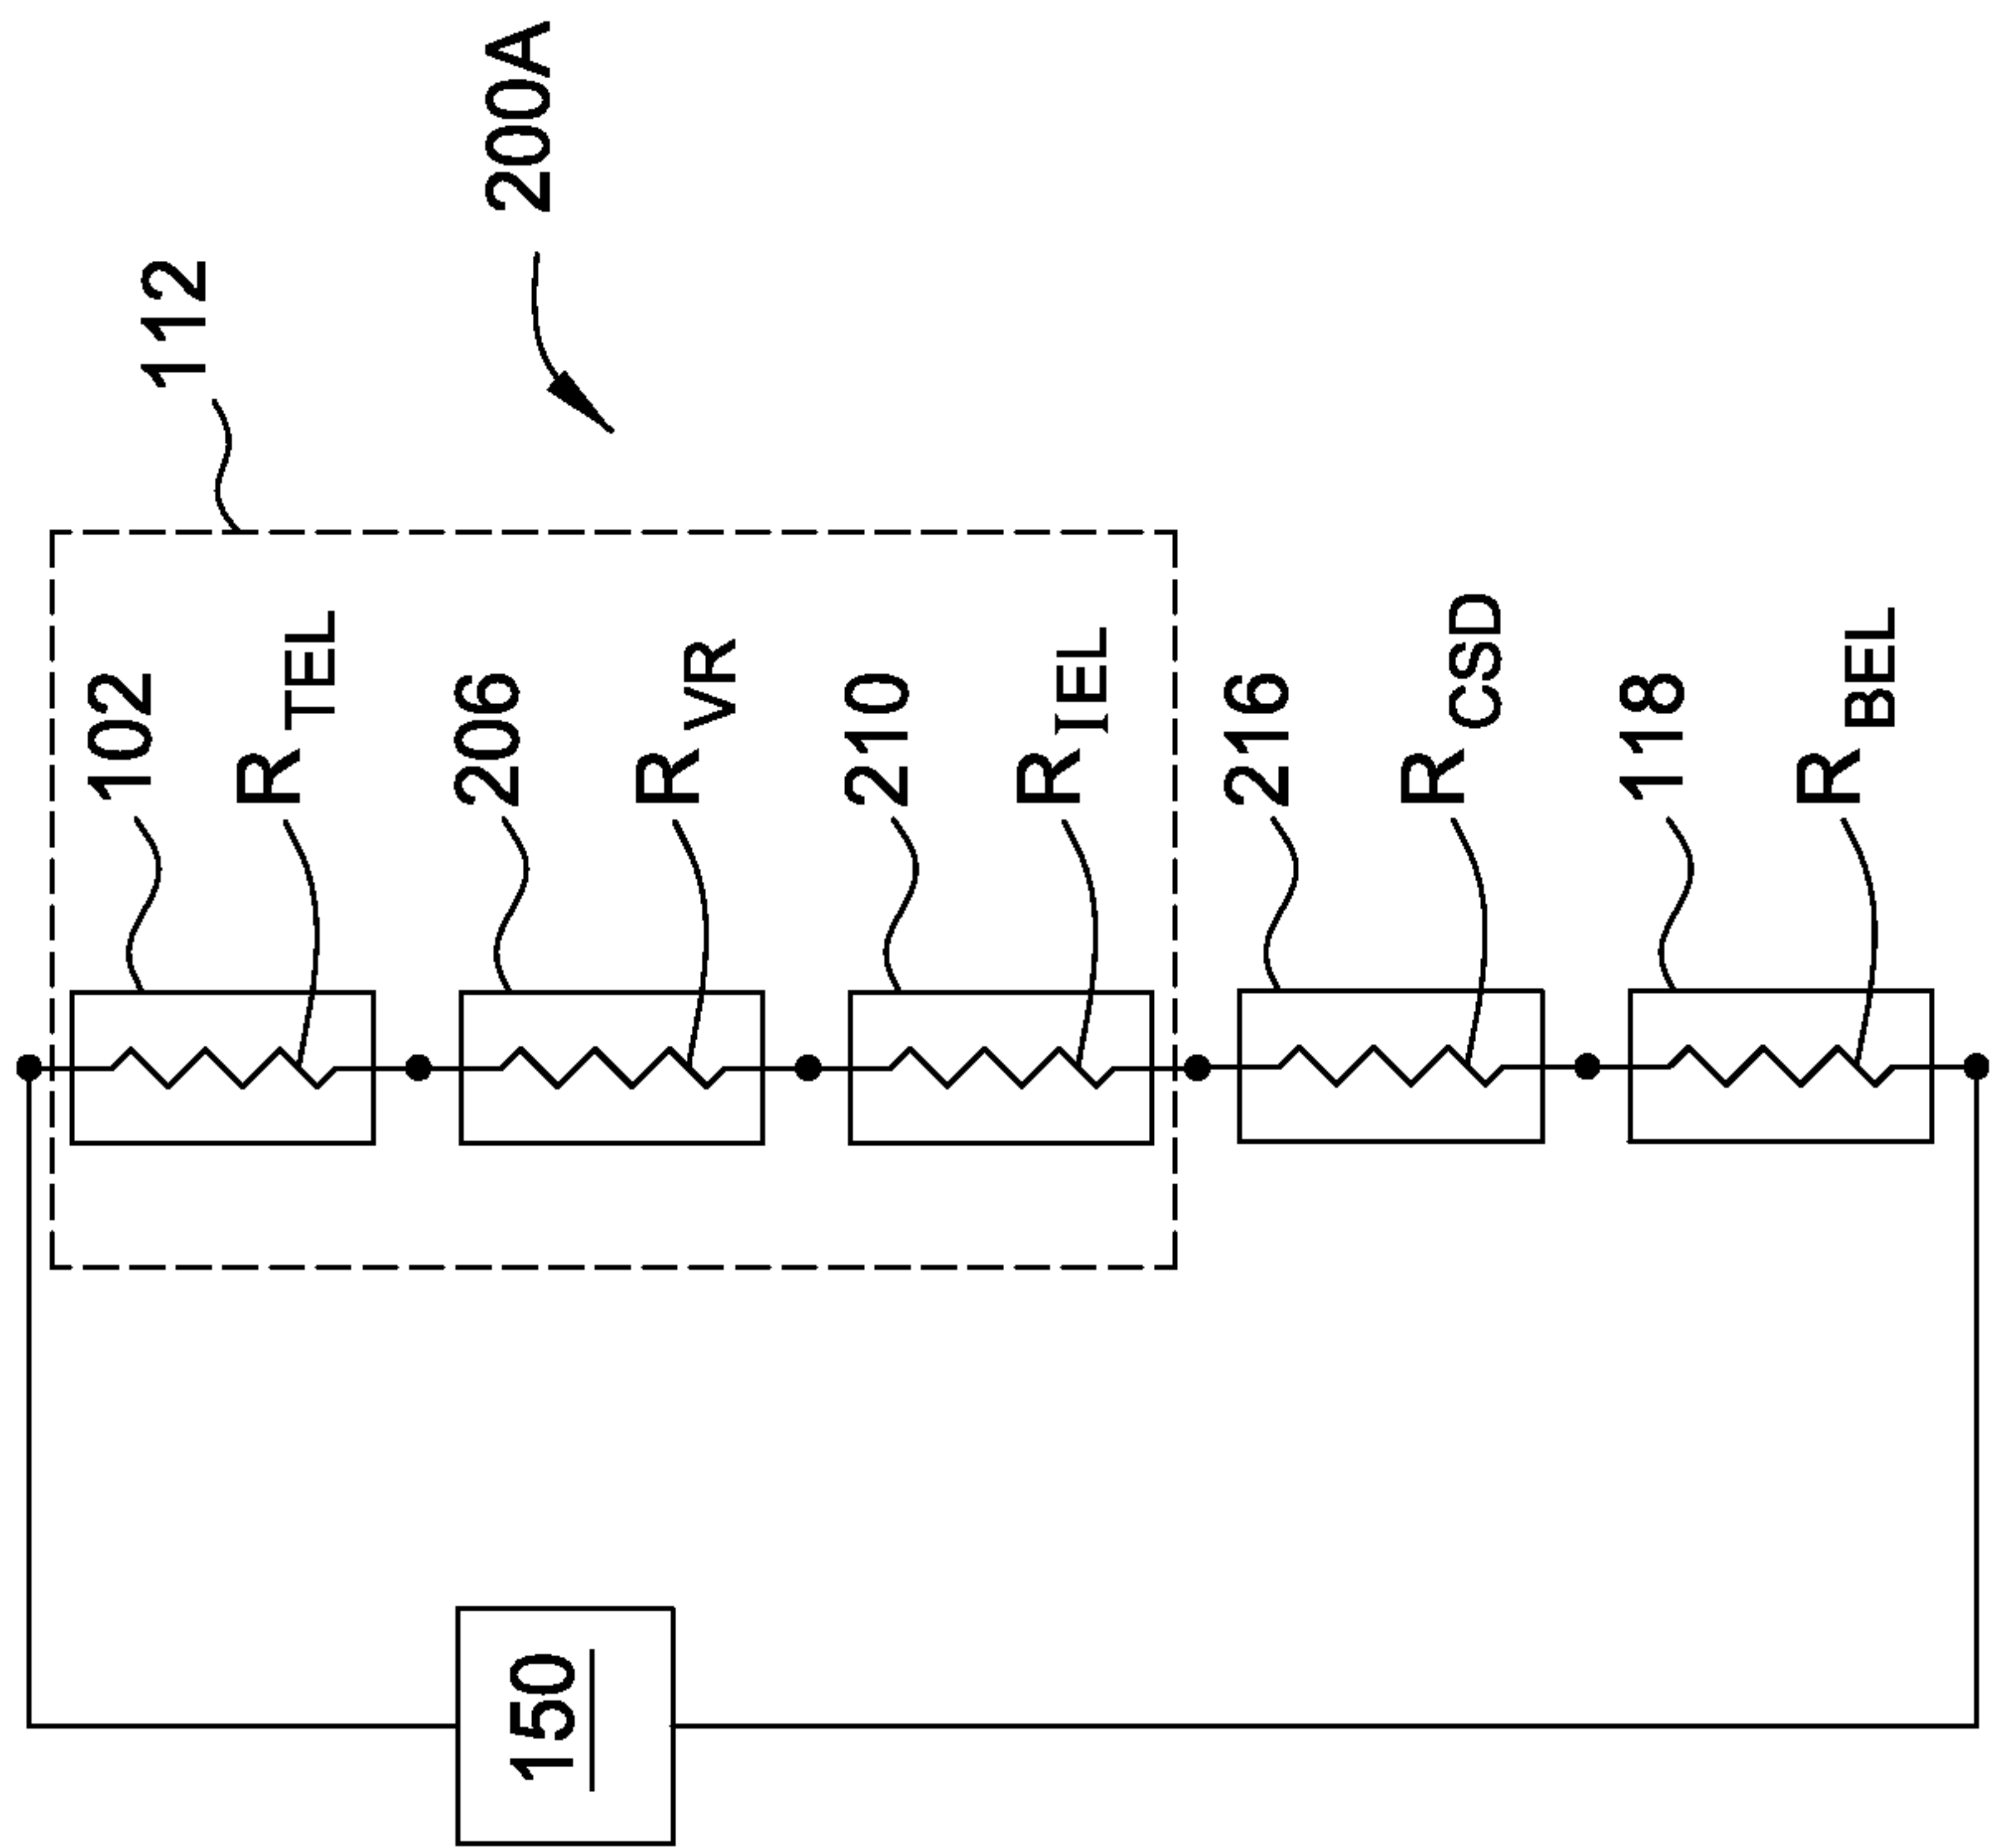 200A
112
102
R TEL
206
R VR
210
R IEL
216
R CSD
118
R BEL
150